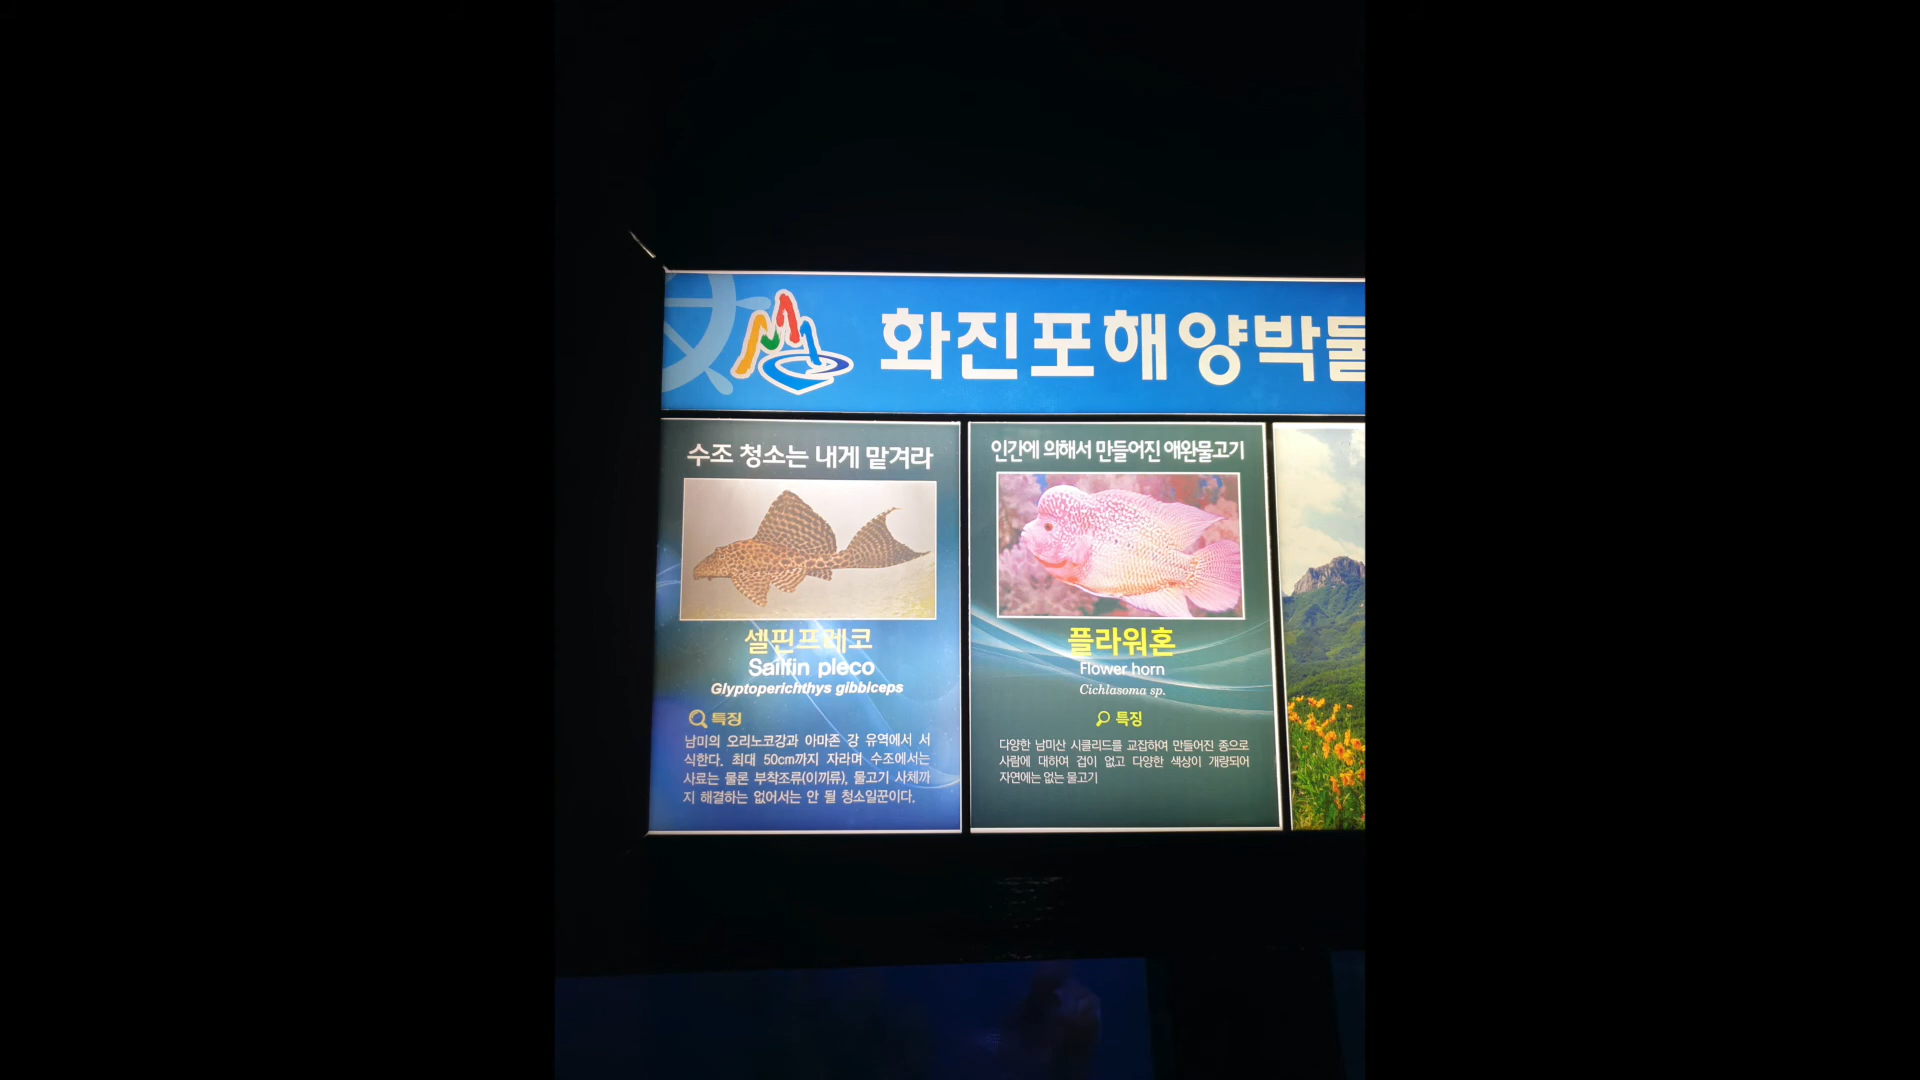 화진포해양박물
수조 청소는 내게 맡겨라
셀핀프레코
Sailfin pleco
Glyptoperichthys gibbiceps
특징
남미의 오리노코강과 아마존 강 유역에서 서
식한다. 최대 50cm까지 자라며 수조에서는
사료는 물론 부착조류(이끼류), 물고기 사체까
지 해결하는 없어서는 안 될 청소일꾼이다.
인간에 의해서 만들어진 애완물고기
플라워혼
Flower horn
Cichlasoma sp.
특징
다양한 남미산 시클리드를 교잡하여 만들어진 종으로
사람에 대하여 겁이 없고 다양한 색상이 개량되어
자연에는 없는 물고기